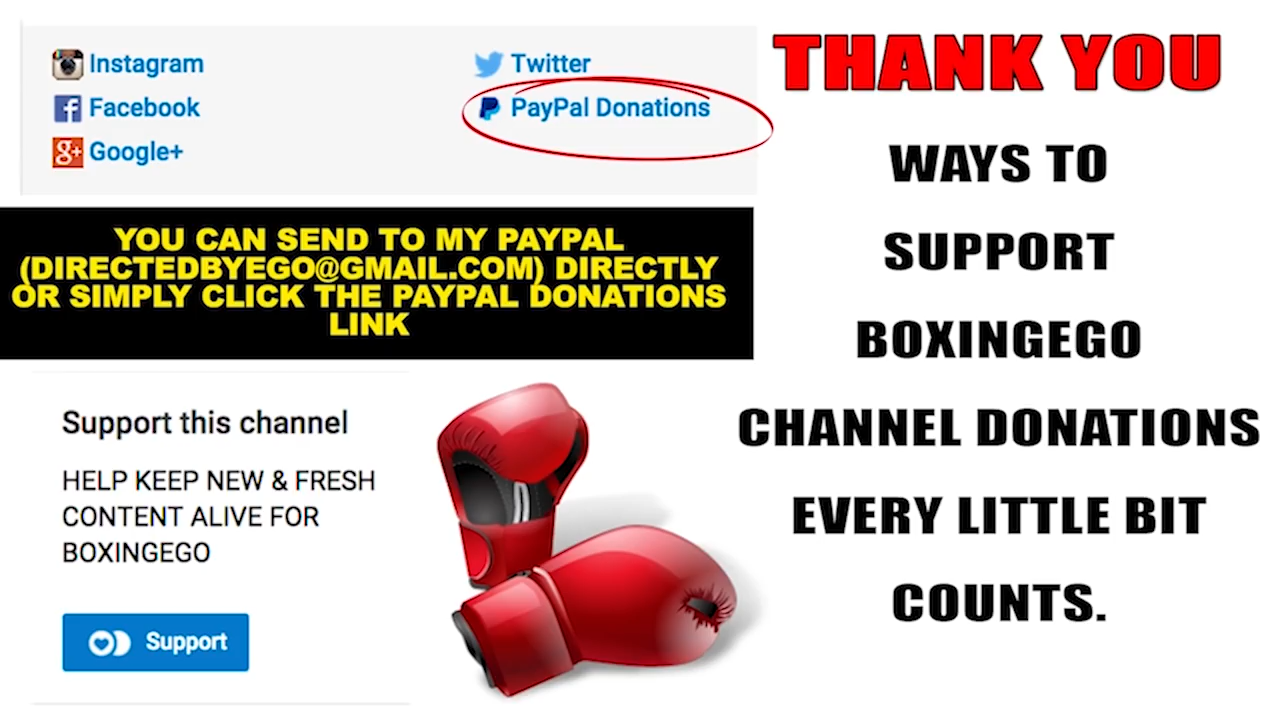 Instagram
Twitter
Facebook
PayPal Donations
Google+
YOU CAN SEND TO MY PAYPAL
(DIRECTEDBYEGO@GMAIL.COM) DIRECTLY
OR SIMPLY CLICK THE PAYPAL DONATIONS
LINK
Support this channel
HELP KEEP NEW & FRESH
CONTENT ALIVE FOR
BOXINGEGO
Support
THANK YOU
WAYS TO
SUPPORT
BOXINGEGO
CHANNEL DONATIONS
EVERY LITTLE BIT
COUNTS.